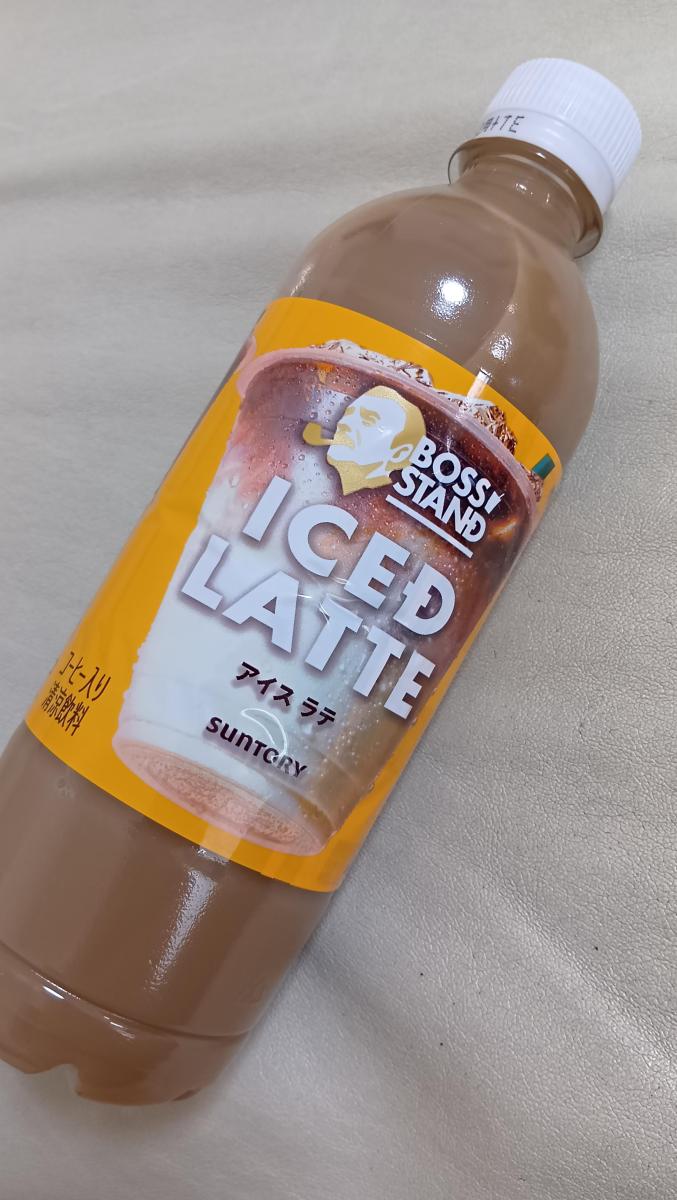 BOSS
STAND
ICED
LATTE
アイス ラテ
SUNTORY
コーヒー入り
清涼飲料